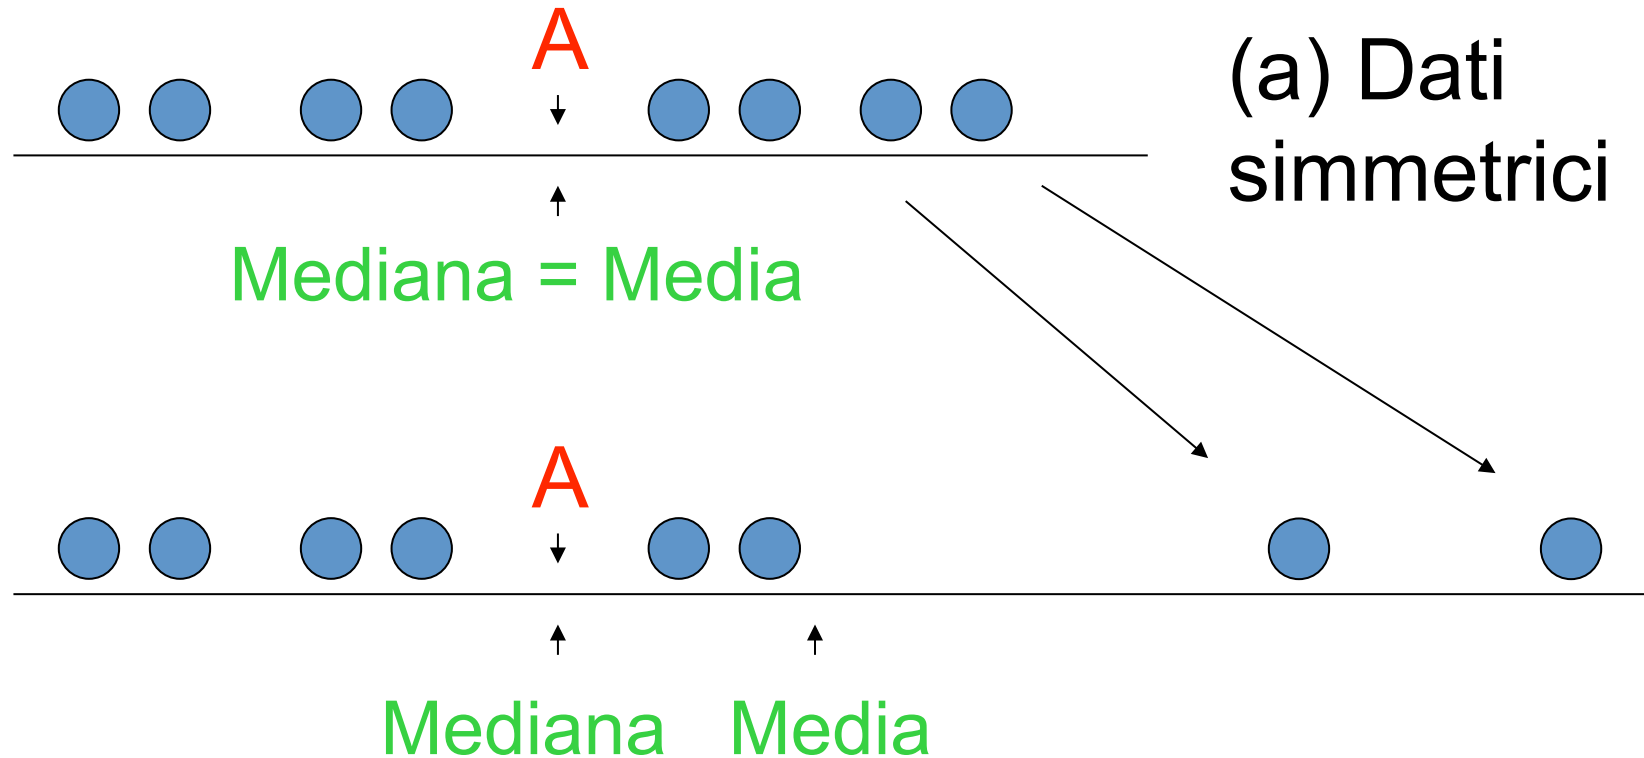 A
(a) Dati
simmetrici
Mediana = Media
A
Mediana Media